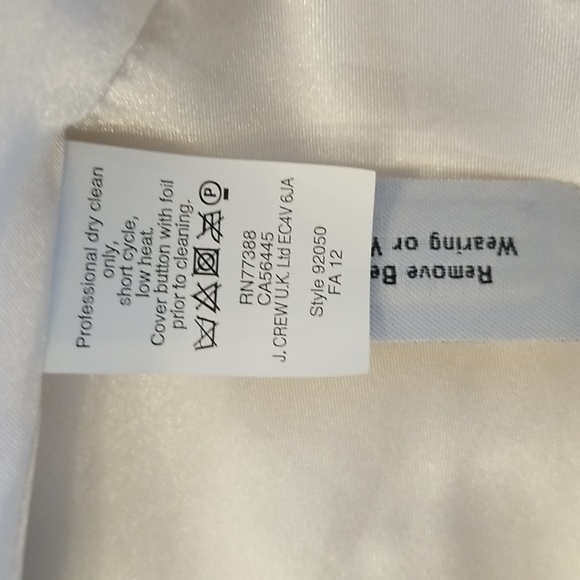 Professional dry clean
only,
short cycle,
low heat.
Cover button with foil
prior to cleaning.
P
RN77388
CA56445
J. CREW U.K. Ltd EC4V 6JA
Style 92050
FA 12
Remove Be
Wearing or